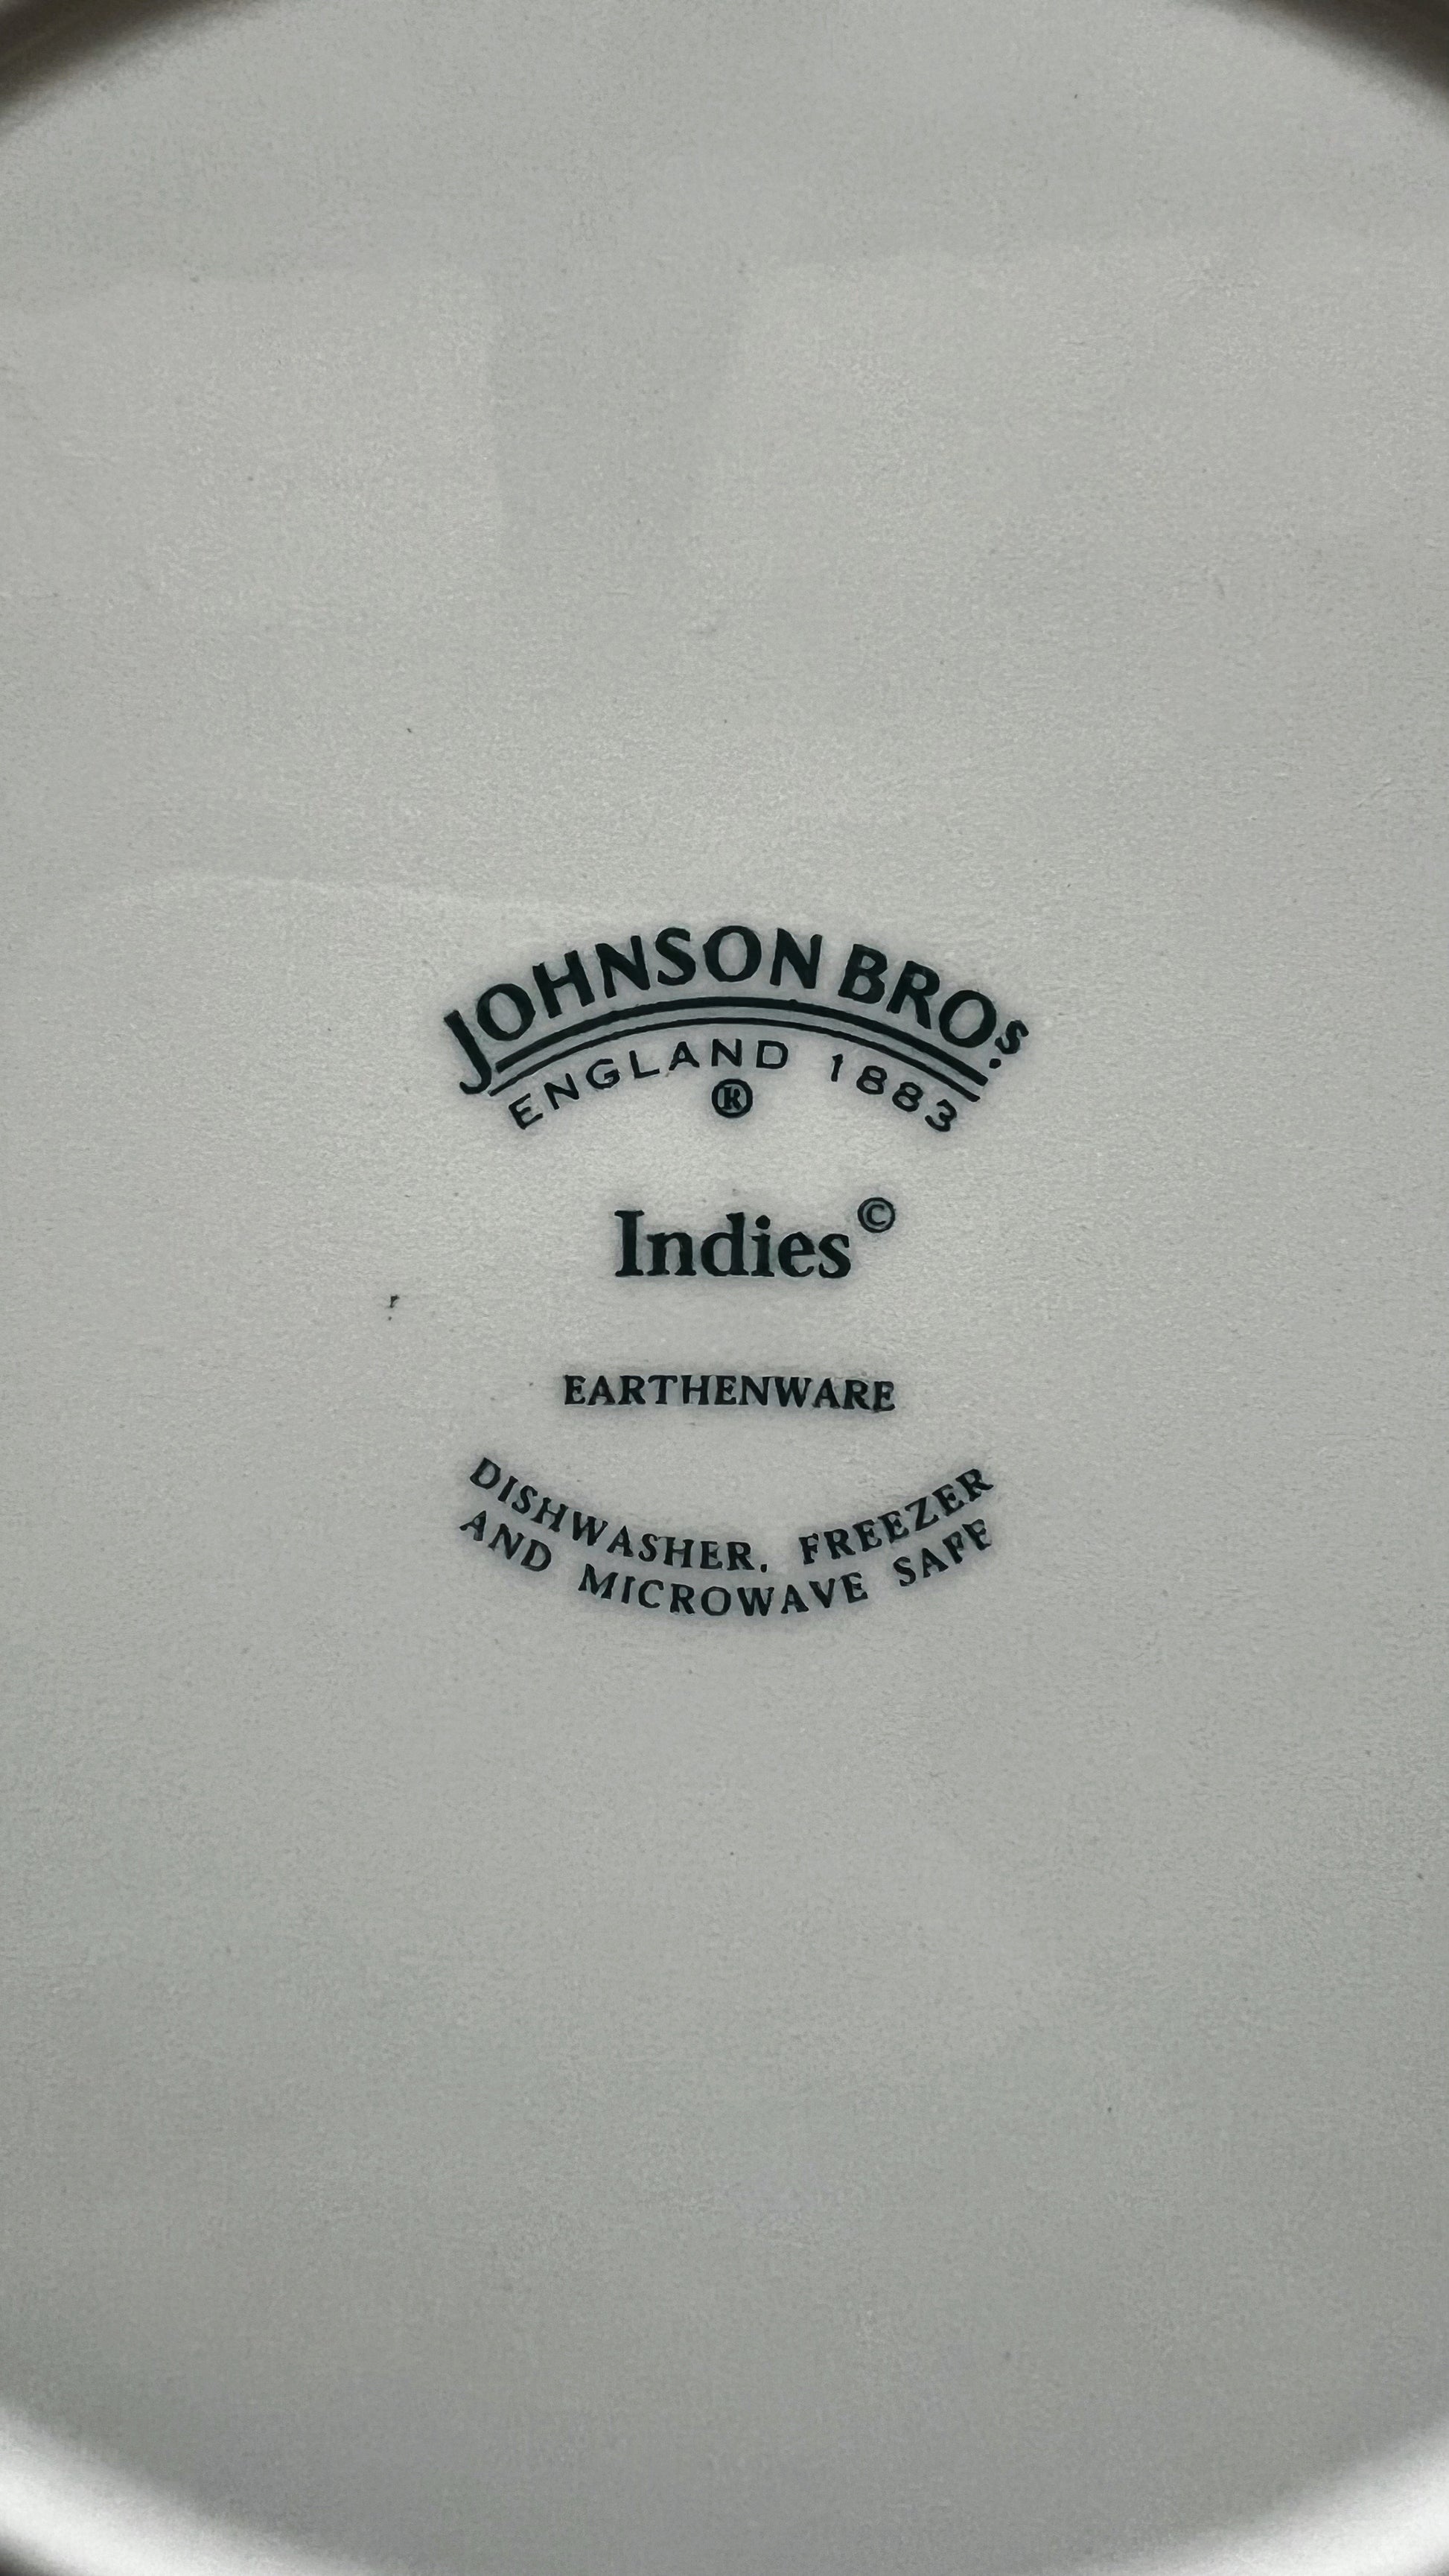 JOHNSON BROS.
ENGLAND 1883
®
Indies©
EARTHENWARE
DISHWASHER, FREEZER
AND MICROWAVE SAFE